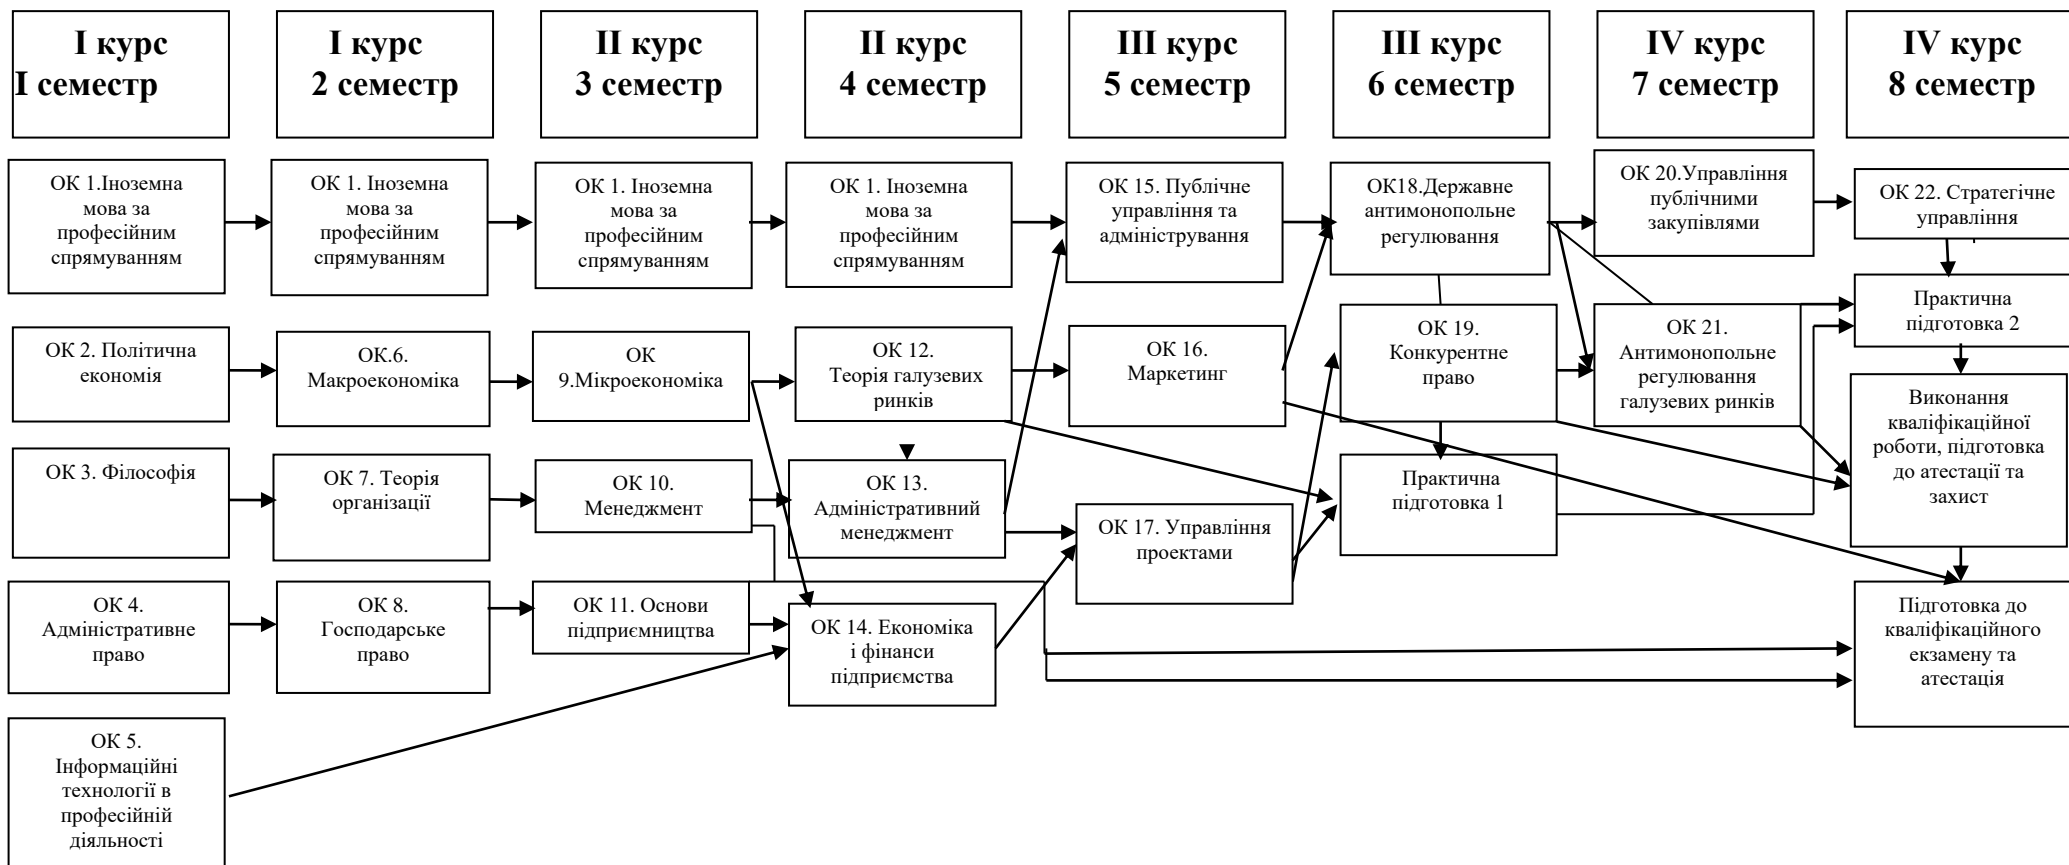 I курс
I семестр
I курс
2 семестр
II курс
3 семестр
II курс
4 семестр
III курс
5 семестр
III курс
6 семестр
IV курс
7 семестр
IV курс
8 семестр
ОК 1.Іноземна
мова за
професійним
спрямуванням
ОК 1. Іноземна
мова за
професійним
спрямуванням
ОК 1. Іноземна
мова за
професійним
спрямуванням
ОК 1. Іноземна
мова за
професійним
спрямуванням
ОК 15. Публічне
управління та
адміністрування
ОК18.Державне
антимонопольне
регулювання
ОК 20.Управління
публічними
закупівлями
ОК 22. Стратегічне
управління
Практична
підготовка 2
ОК 2. Політична
економія
ОК.6.
Макроекономіка
ОК
9.Мікроекономіка
ОК 12.
Теорія галузевих
ринків
ОК 16.
Маркетинг
ОК 19.
Конкурентне
право
ОК 21.
Антимонопольне
регулювання
галузевих ринків
Виконання
кваліфікаційної
роботи, підготовка
до атестації та
захист
ОК 3. Філософія
ОК 7. Теорія
організації
ОК 10.
Менеджмент
ОК 13.
Адміністративний
менеджмент
ОК 17. Управління
проектами
Практична
підготовка 1
ОК 4.
Адміністративне
право
ОК 8.
Господарське
право
ОК 11. Основи
підприємництва
ОК 14. Економіка
і фінанси
підприємства
Підготовка до
кваліфікаційного
екзамену та
атестація
ОК 5.
Інформаційні
технології в
професійній
діяльності